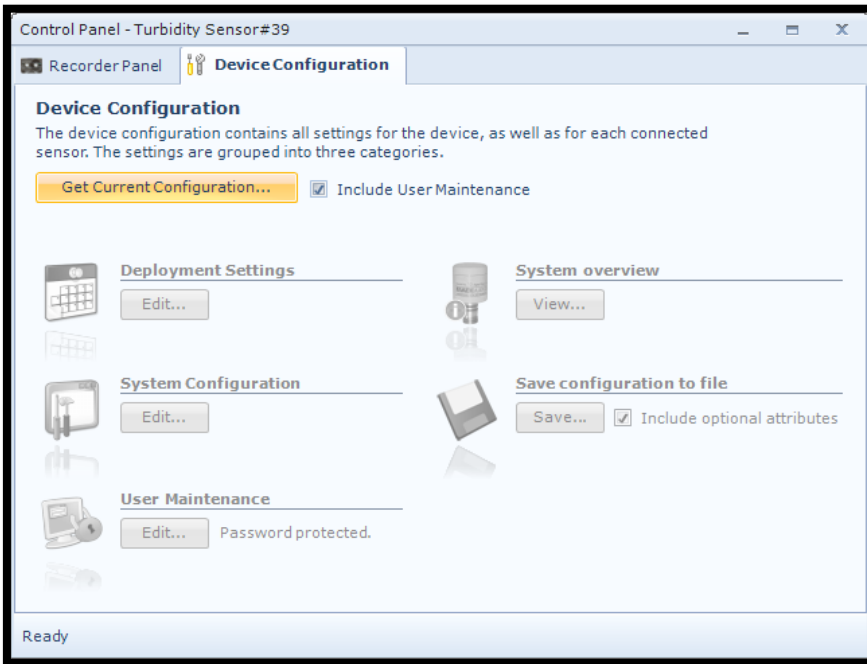 Control Panel - Turbidity Sensor#39
Recorder Panel
Device Configuration
Device Configuration
The device configuration contains all settings for the device, as well as for each connected
sensor. The settings are grouped into three categories.
Get Current Configuration...
Include User Maintenance
Deployment Settings
Edit...
System overview
View...
System Configuration
Edit...
Save configuration to file
Save...
Include optional attributes
User Maintenance
Edit...
Password protected.
Ready